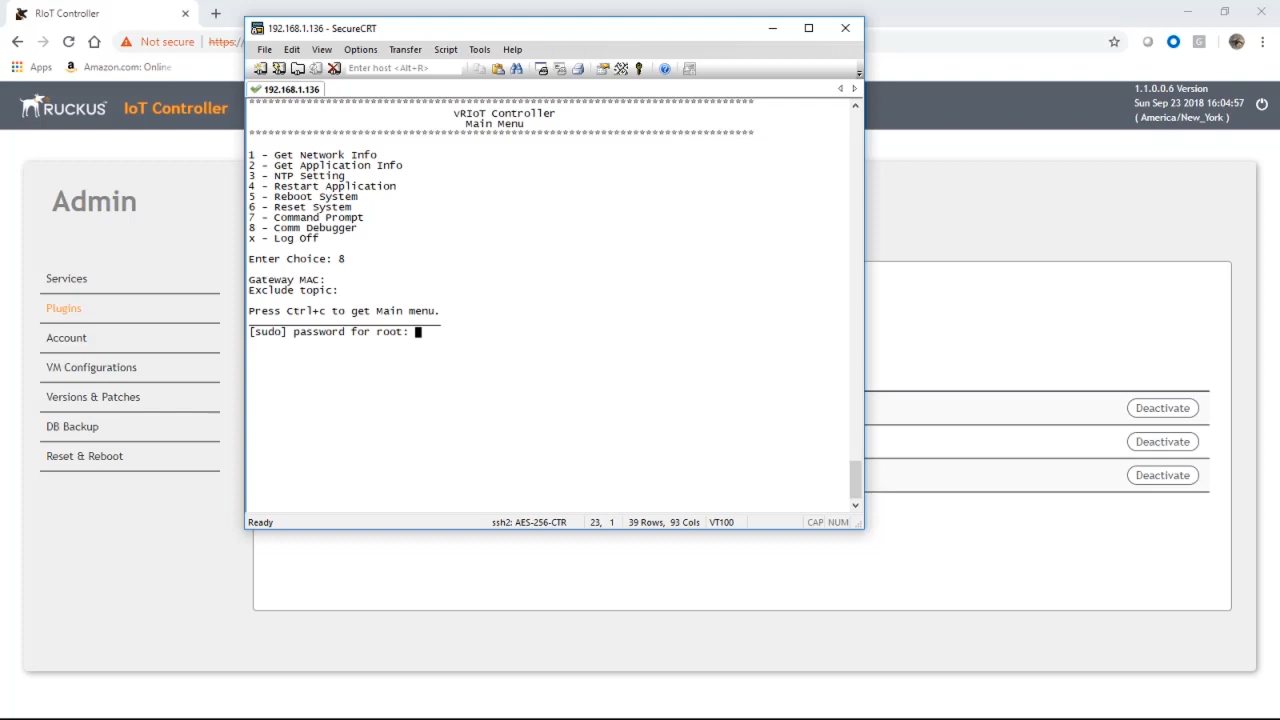 RIoT Controller
192.168.1.136 - SecureCRT
Not secure
https:/
Apps
Amazon.com: Online
File Edit View Options Transfer Script Tools Help
Enter host <Alt+R>
192.168.1.136
RUCKUS IoT Controller
1.1.0.0.6 Version
Sun Sep 23 2018 16:04:57
( America/New_York )
vRIoT Controller
Main Menu
1 - Get Network Info
2 - Get Application Info
3 - NTP Setting
4 - Restart Application
5 - Reboot System
6 - Reset System
7 - Command Prompt
8 - Comm Debugger
x - Log Off
Enter Choice: 8
Gateway MAC:
Exclude topic:
Press Ctrl+c to get Main menu.
[sudo] password for root:
Ready
ssh2: AES-256-CTR
23, 1
39 Rows, 93 Cols
VT100
CAP NUM
Admin
Services
Plugins
Account
VM Configurations
Versions & Patches
DB Backup
Reset & Reboot
Deactivate
Deactivate
Deactivate